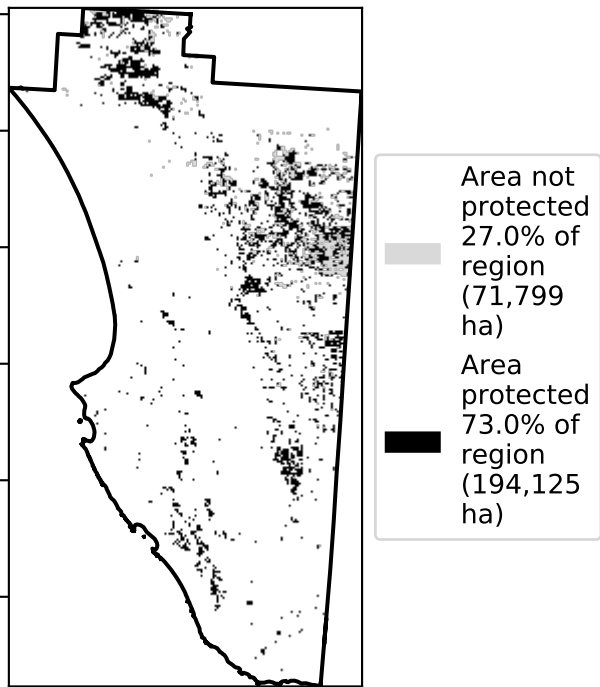 Area not
protected
27.0% of
region
(71,799
ha)
Area
protected
73.0% of
region
(194,125
ha)